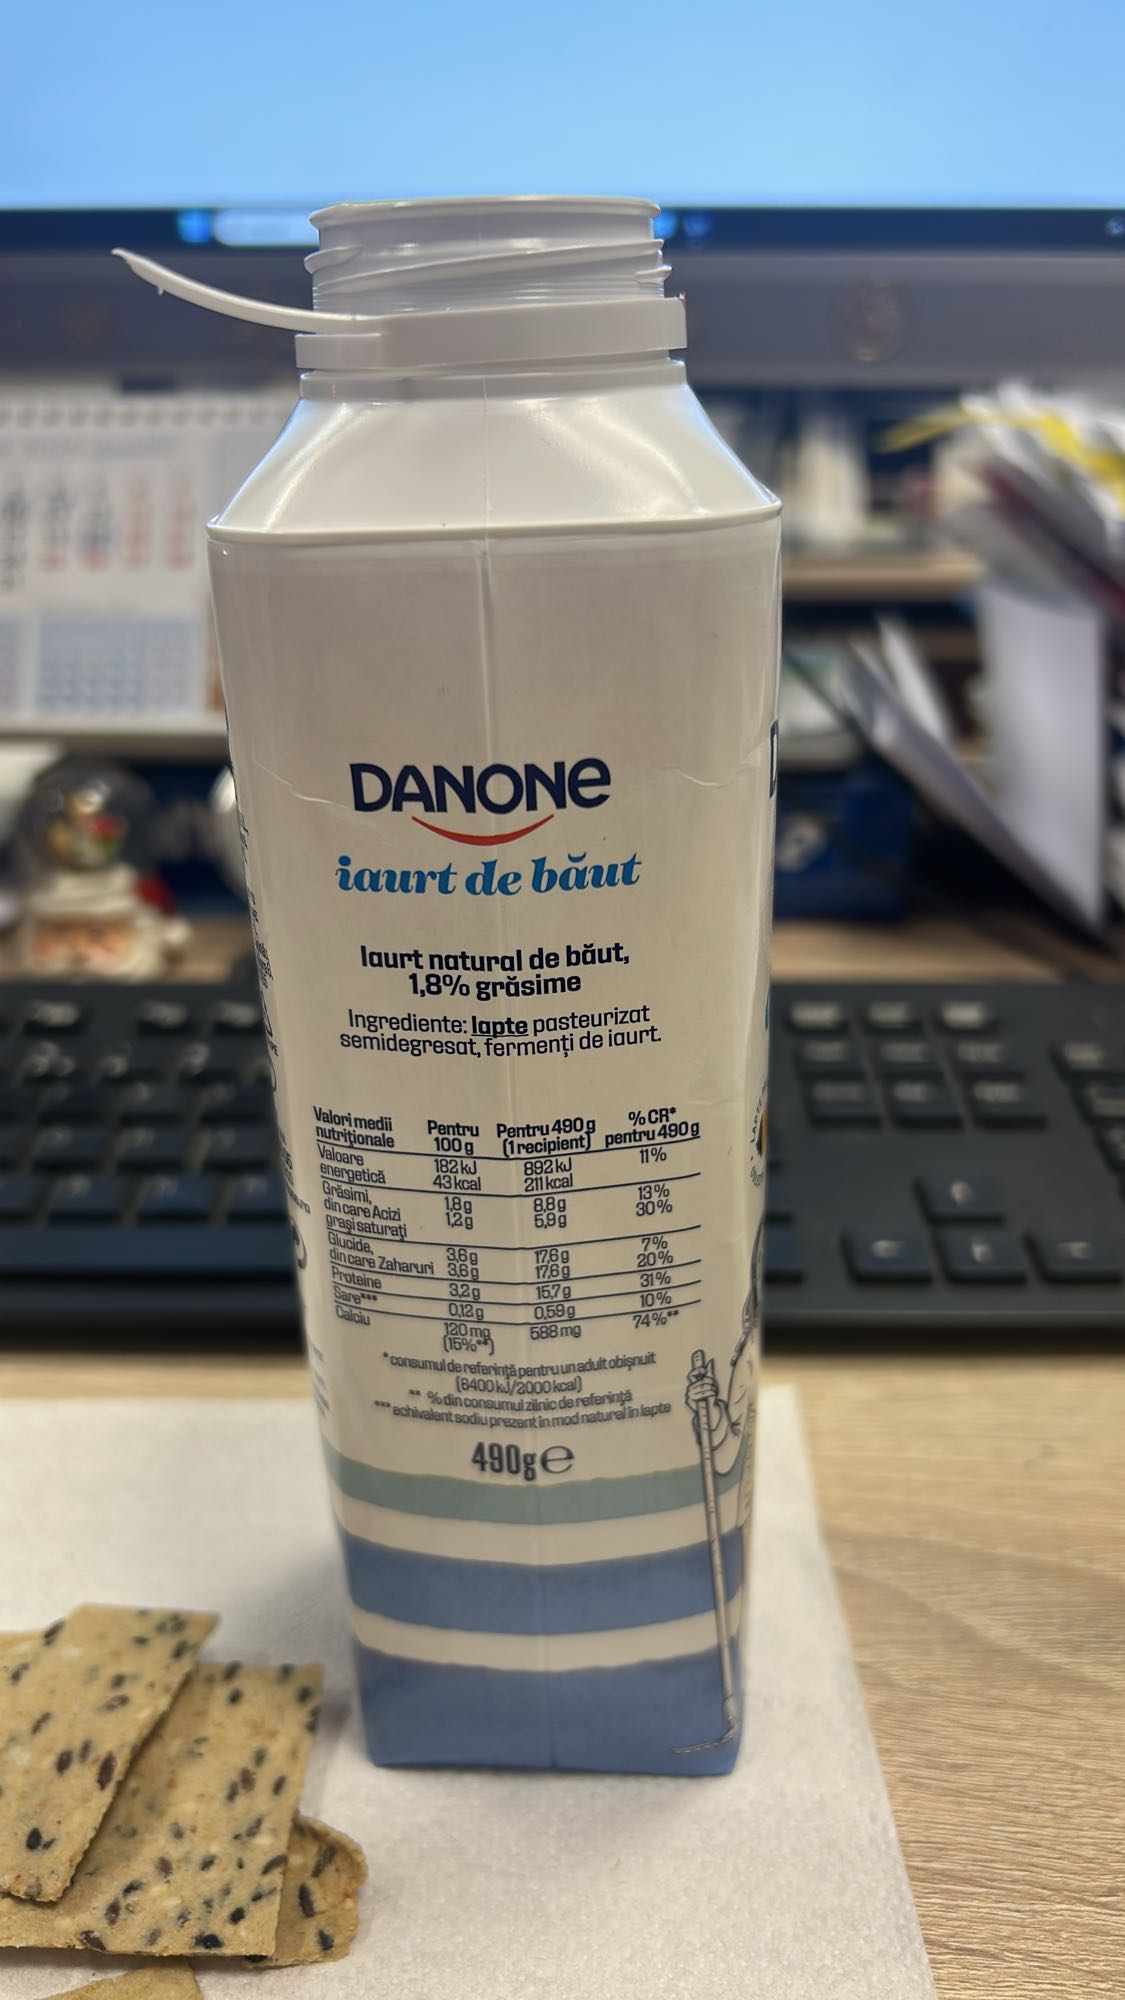 DANONE
iaurt de băut
Iaurt natural de băut,
1,8% grăsime
Ingrediente: lapte pasteurizat
semidegresat, fermenți de iaurt.
Valori medii nutriționale Pentru 100 g Pentru 490 g (1 recipient) % CR* pentru 490 g
Valoare energetică 182 kJ 43 kcal 892 kJ 211 kcal 11%
Grăsimi, 1,8 g 8,8 g 13%
din care Acizi grași saturați 1,2 g 5,9 g 30%
Glucide, 3,6 g 17,6 g 7%
din care Zaharuri 3,6 g 17,6 g 20%
Proteine 3,2 g 15,7 g 31%
Sare*** 0,12 g 0,59 g 10%
Calciu 120 mg (15%**) 588 mg 74%**
* consumul de referință pentru un adult obișnuit
(8400 kJ/2000 kcal)
** % din consumul zilnic de referință
*** echivalent sodiu prezent în mod natural în lapte
490g e